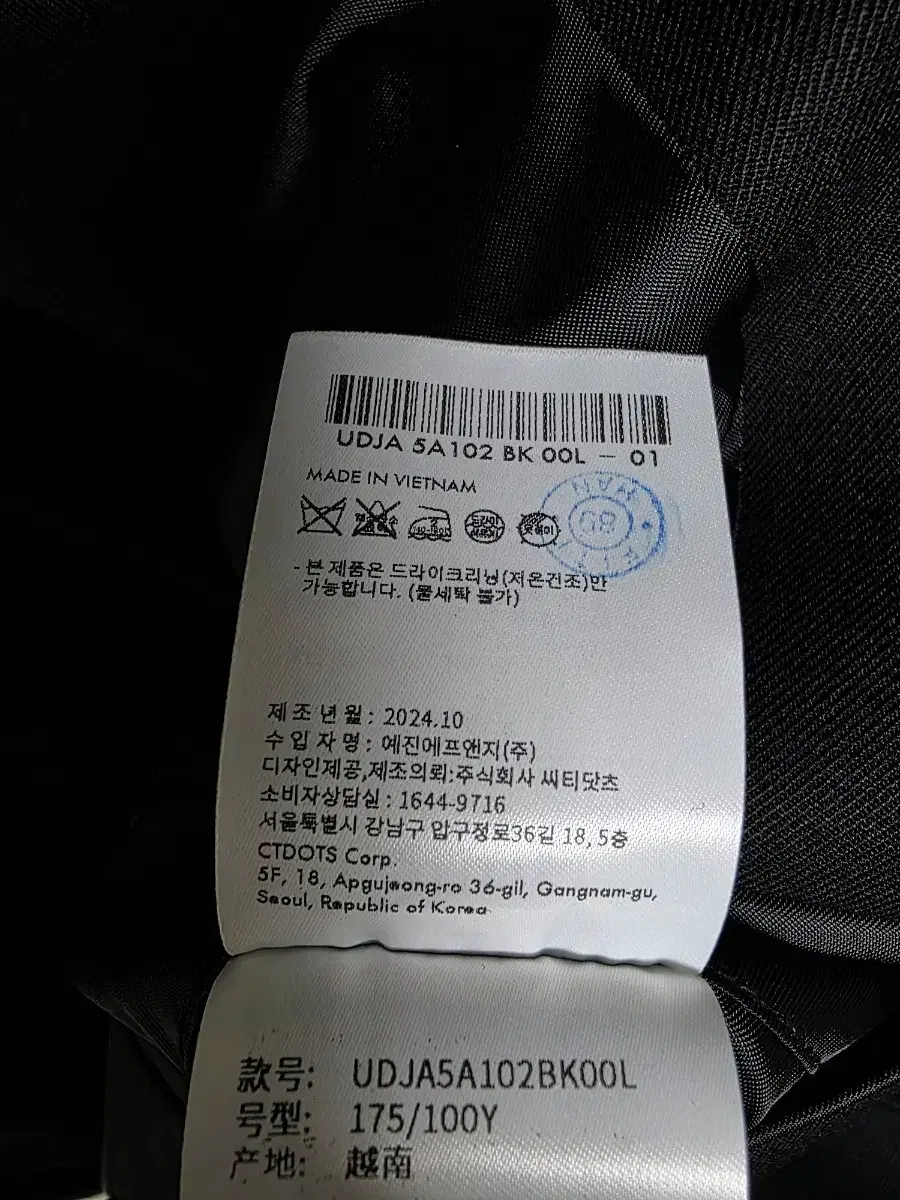 UDJA 5A102 BK 00L - 01
MADE IN VIETNAM
- 본 제품은 드라이크리닝(저온건조)만
가능합니다. (물세탁 불가)
제 조 년 월 : 2024.10
수 입 자 명 : 예진에프앤지(주)
디자인제공,제조의뢰:주식회사 씨티닷츠
소비자상담실 : 1644-9716
서울특별시 강남구 압구정로36길 18, 5층
CTDOTS Corp.
5F, 18, Apgujeong-ro 36-gil, Gangnam-gu,
Seoul, Republic of Korea
款号: UDJA5A102BK00L
号型: 175/100Y
产地: 越南